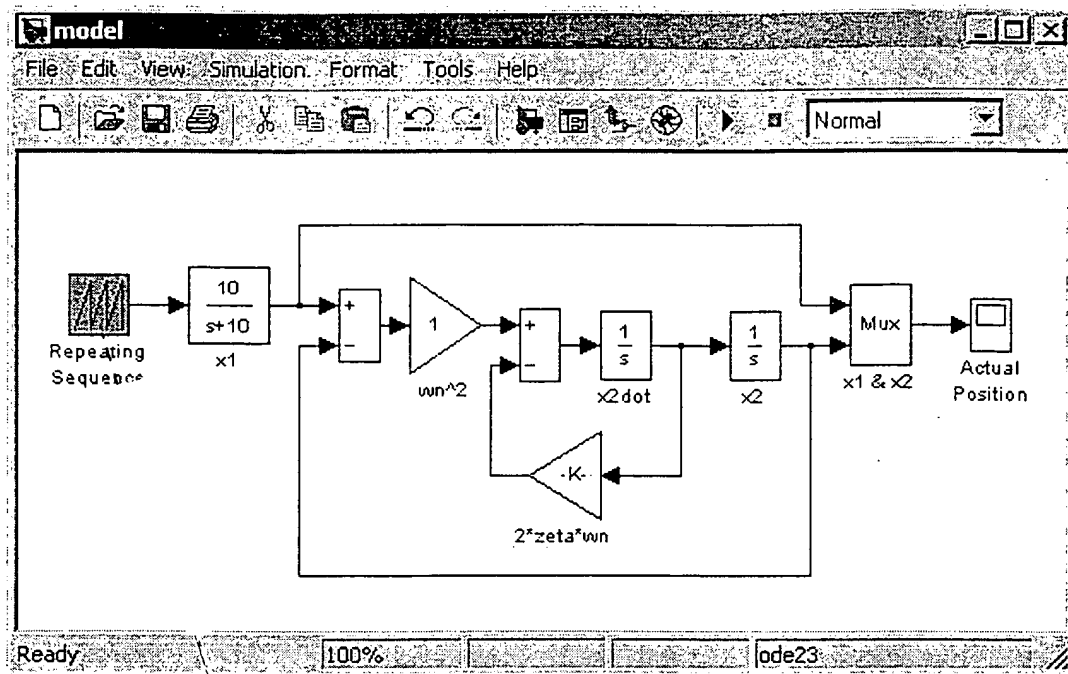 model
File Edit View Simulation Format Tools Help
Normal
Repeating
Sequence
10
s+10
x1
+
−
1
wn^2
+
−
1
s
x2dot
1
s
x2
-K-
2*zeta*wn
Mux
x1 & x2
Actual
Position
Ready
100%
ode23